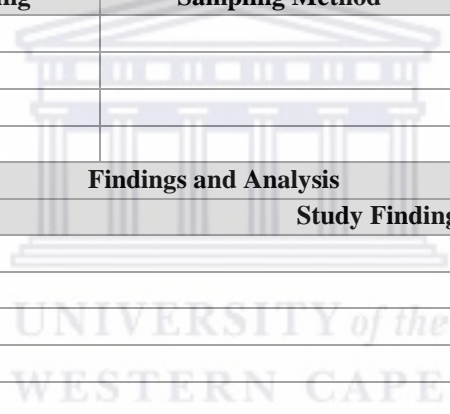 Sampling Method
Findings and Analysis
Study Finding
UNIVERSITY of the
WESTERN CAPE